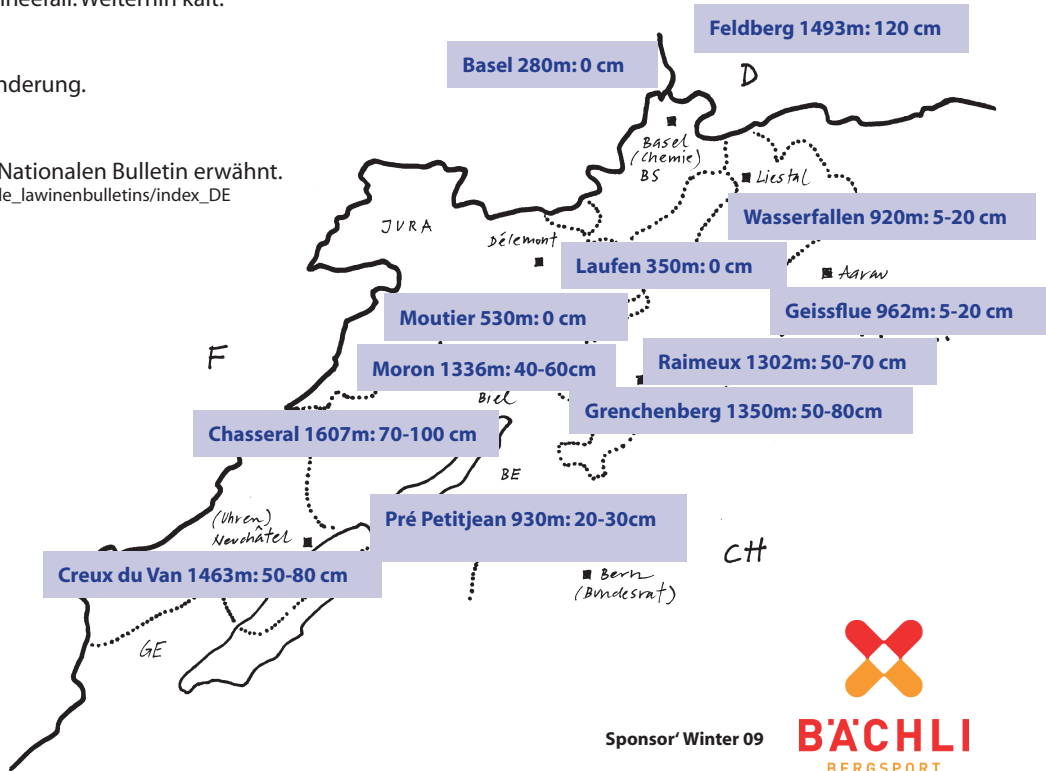 neefall. Weiterhin kalt.
nderung.
Nationalen Bulletin erwähnt.
le_lawinenbulletins/index_DE
Feldberg 1493m: 120 cm
Basel 280m: 0 cm
D
Basel
(Chemie)
BS
Liestal
Wasserfallen 920m: 5-20 cm
JURA
Délemont
Laufen 350m: 0 cm
Aarau
Geissflue 962m: 5-20 cm
Moutier 530m: 0 cm
F
Moron 1336m: 40-60cm
Raimeux 1302m: 50-70 cm
Biel
Grenchenberg 1350m: 50-80cm
Chasseral 1607m: 70-100 cm
BE
Pré Petitjean 930m: 20-30cm
(Uhren)
Neuchâtel
CH
Creux du Van 1463m: 50-80 cm
Bern
(Bundesrat)
GE
Sponsor‘ Winter 09
BÄCHLI
BERGSPORT